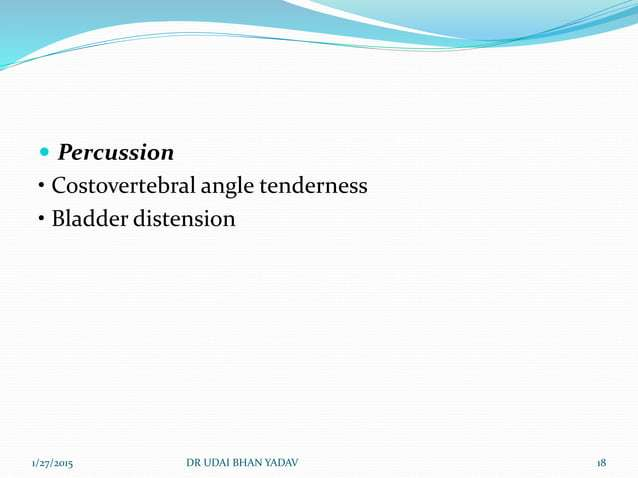 • Percussion
• Costovertebral angle tenderness
• Bladder distension
1/27/2015 DR UDAI BHAN YADAV 18